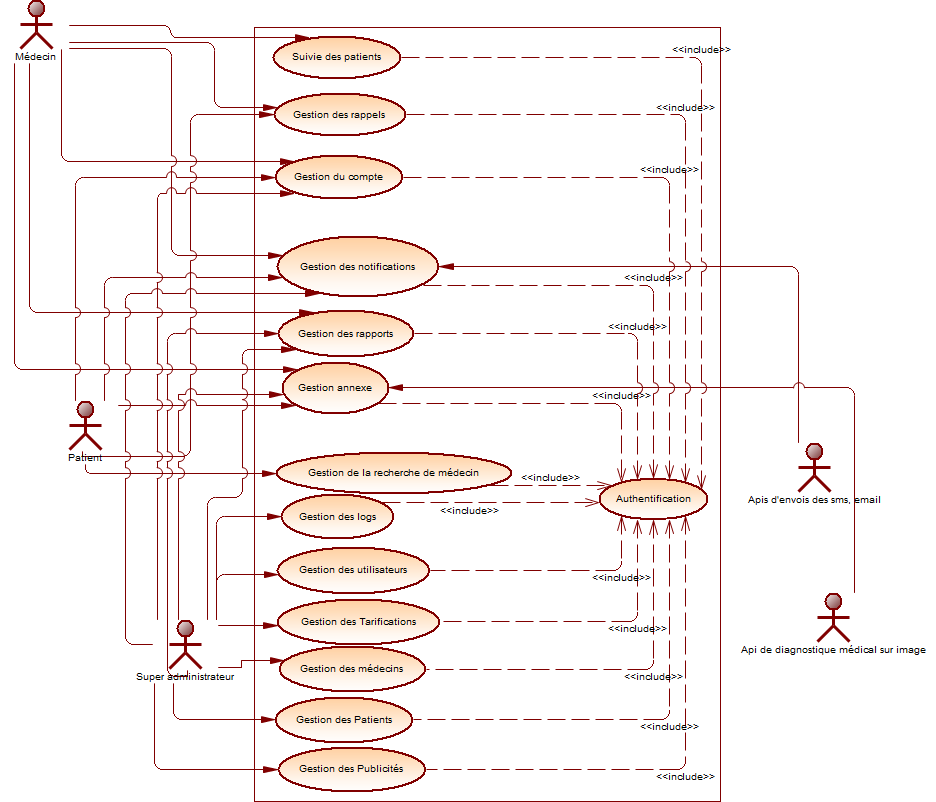 Médecin
Suivie des patients
<<include>>
Gestion des rappels
<<include>>
Gestion du compte
<<include>>
Gestion des notifications
<<include>>
Gestion des rapports
<<include>>
Gestion annexe
<<include>>
Patient
Gestion de la recherche de médecin
<<include>>
Authentification
Apis d'envois des sms, email
Gestion des logs
<<include>>
Gestion des utilisateurs
<<include>>
Gestion des Tarifications
<<include>>
Api de diagnostique médical sur image
Super administrateur
Gestion des médecins
<<include>>
Gestion des Patients
<<include>>
Gestion des Publicités
<<include>>